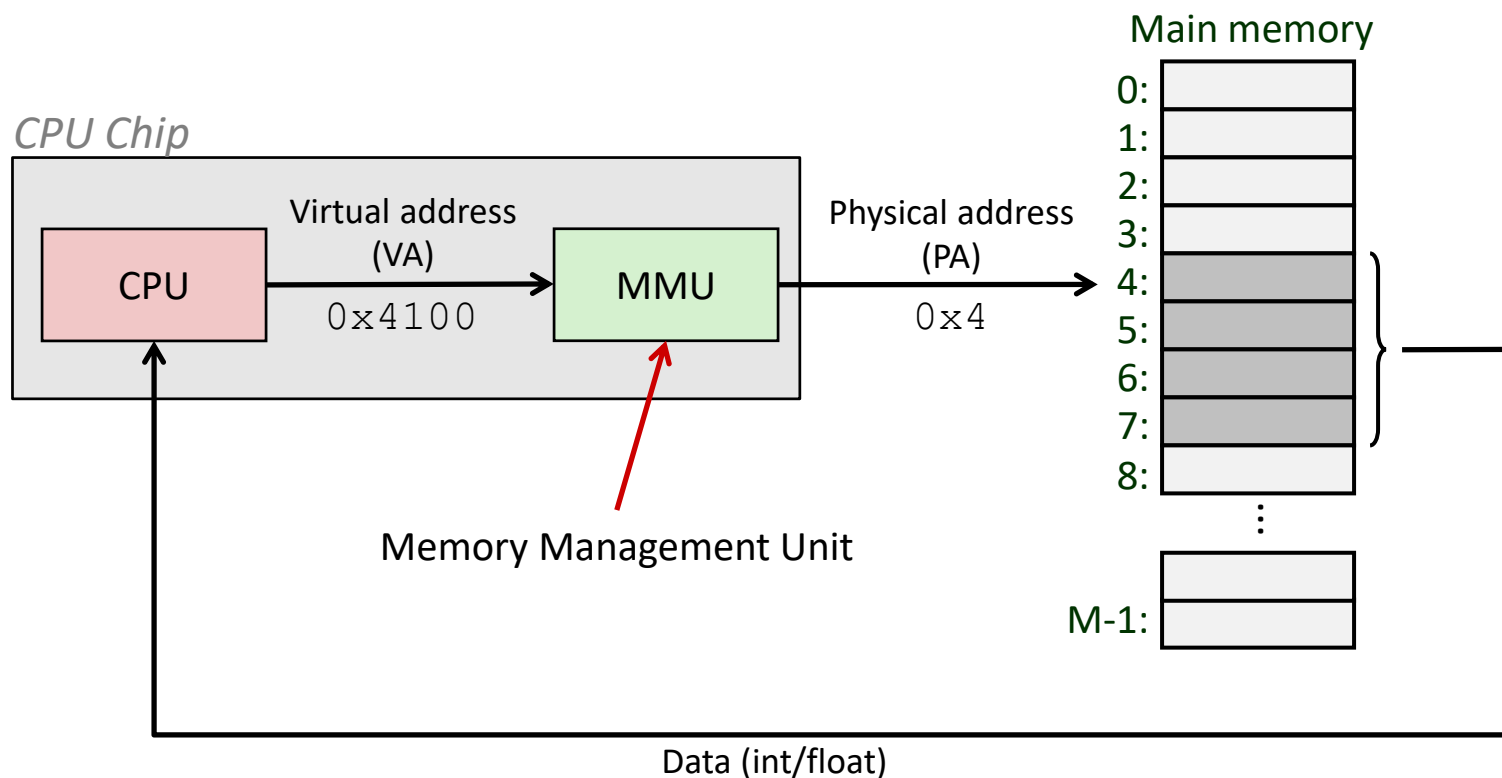 Main memory
CPU Chip
0:
1:
2:
3:
4:
5:
6:
7:
8:
...
M-1:
Virtual address
(VA)
0x4100
Physical address
(PA)
0x4
CPU
MMU
Memory Management Unit
Data (int/float)